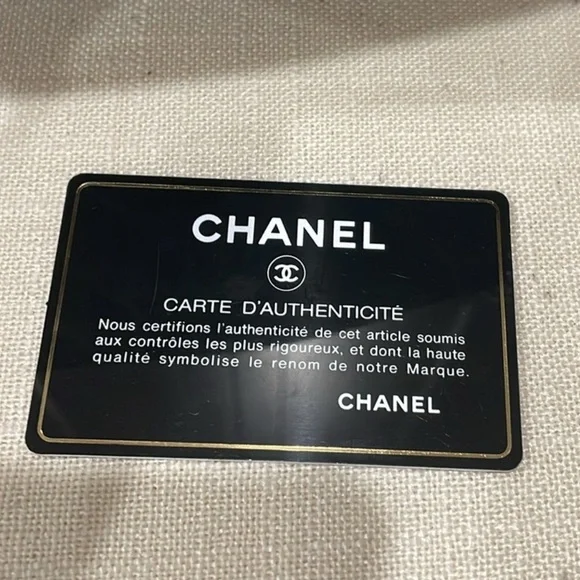 CHANEL
CARTE D'AUTHENTICITÉ
Nous certifions l'authenticité de cet article soumis
aux contrôles les plus rigoureux, et dont la haute
qualité symbolise le renom de notre Marque.
CHANEL